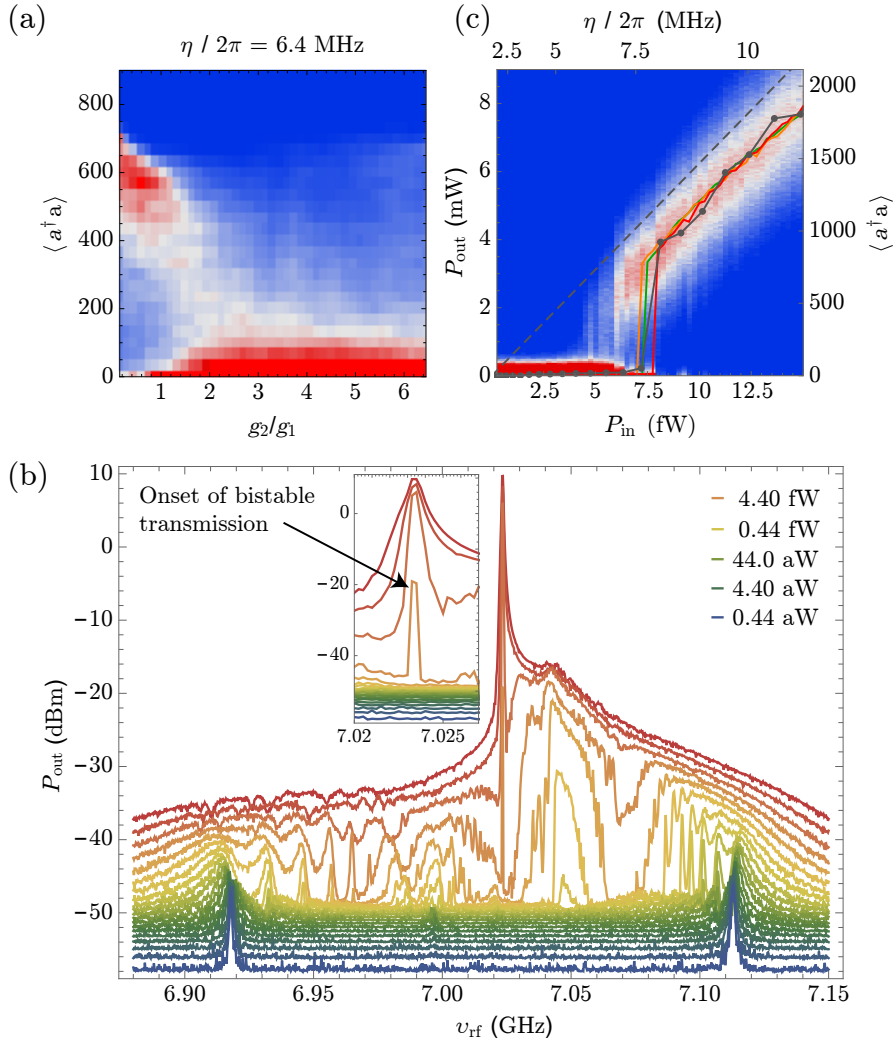 (a)
η / 2π = 6.4 MHz
800
600
400
200
0
⟨ a† a⟩
1 2 3 4 5 6
g2/g1
(c)
η / 2π (MHz)
2.5 5 7.5 10
8
6
4
2
0
Pout (mW)
2000
1500
1000
500
0
⟨ a† a⟩
2.5 5 7.5 10 12.5
Pin (fW)
(b)
10
0
−10
−20
−30
−40
−50
Pout (dBm)
Onset of bistable
transmission
0
−20
−40
7.02 7.025
4.40 fW
0.44 fW
44.0 aW
4.40 aW
0.44 aW
6.90 6.95 7.00 7.05 7.10 7.15
υrf (GHz)